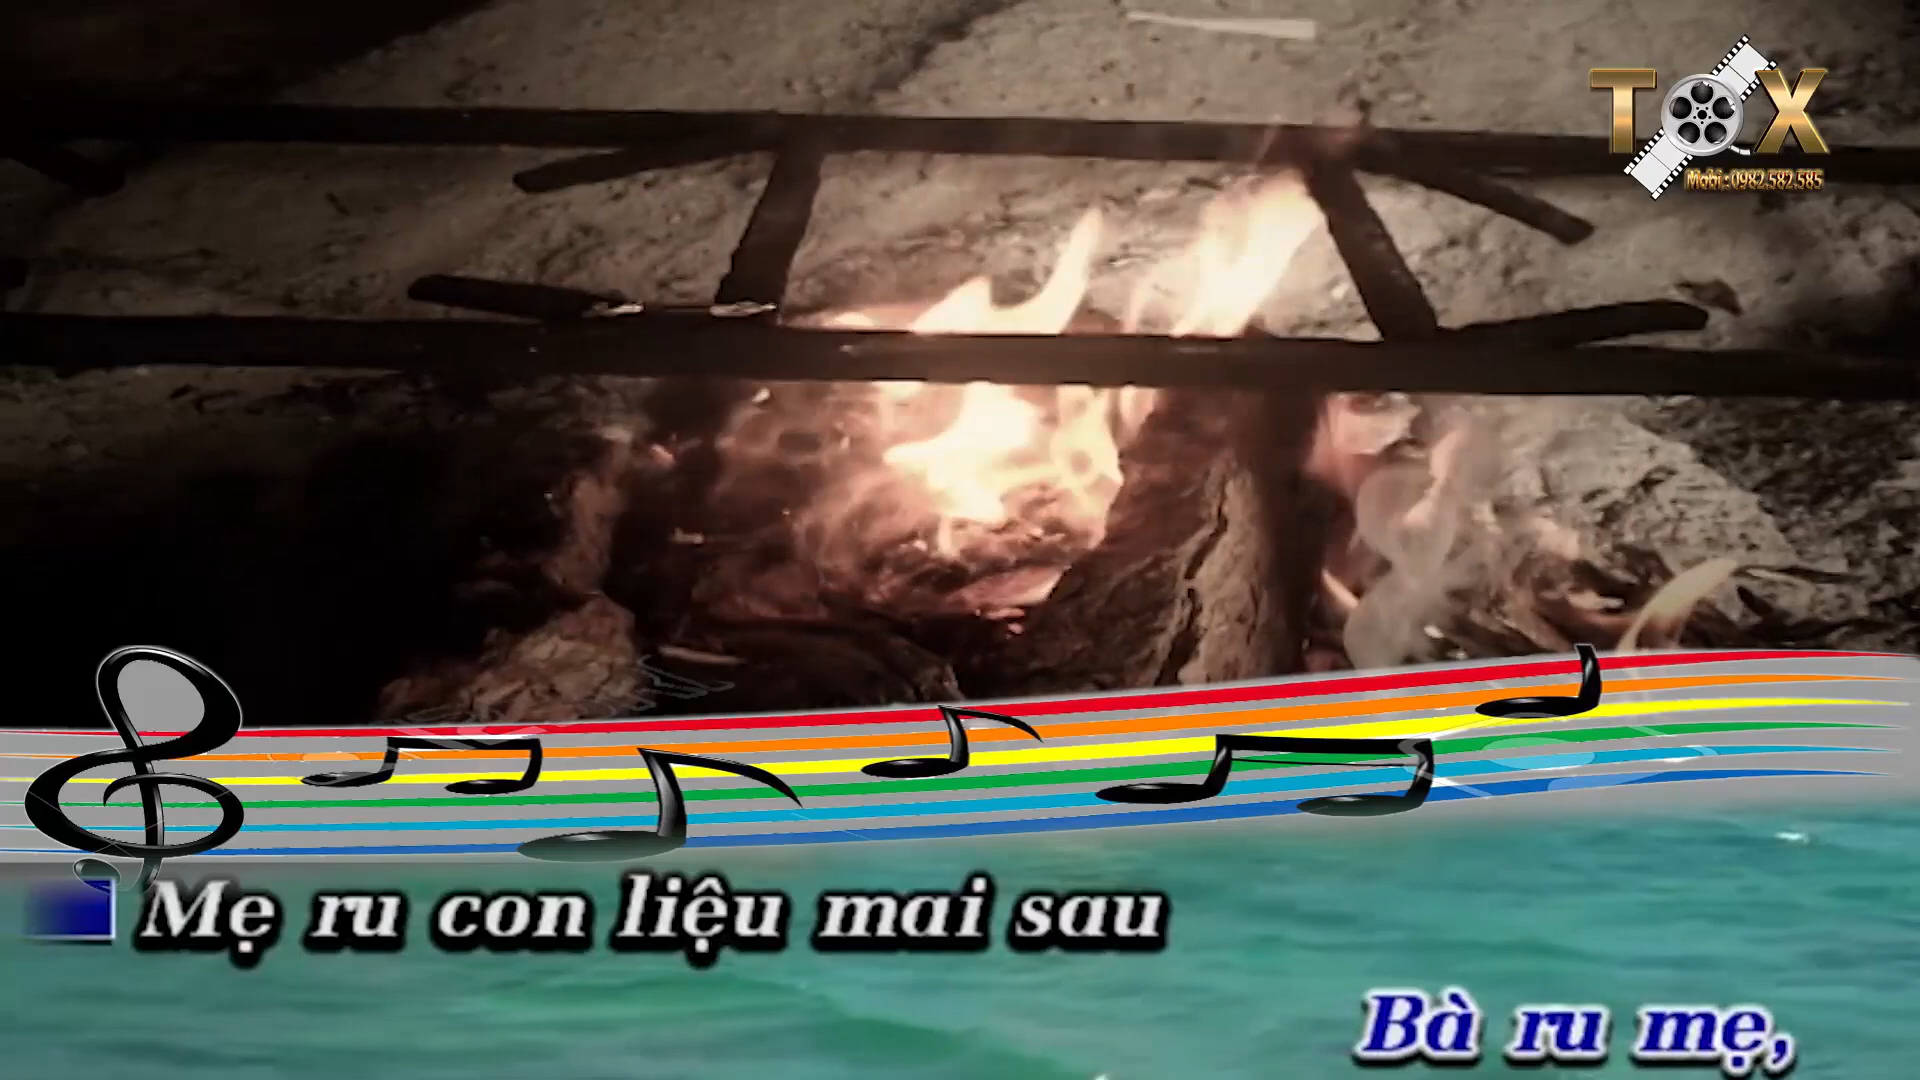 TOX
Mobi : 0982.582.585
Mẹ ru con liệu mai sau
Bà ru mẹ,